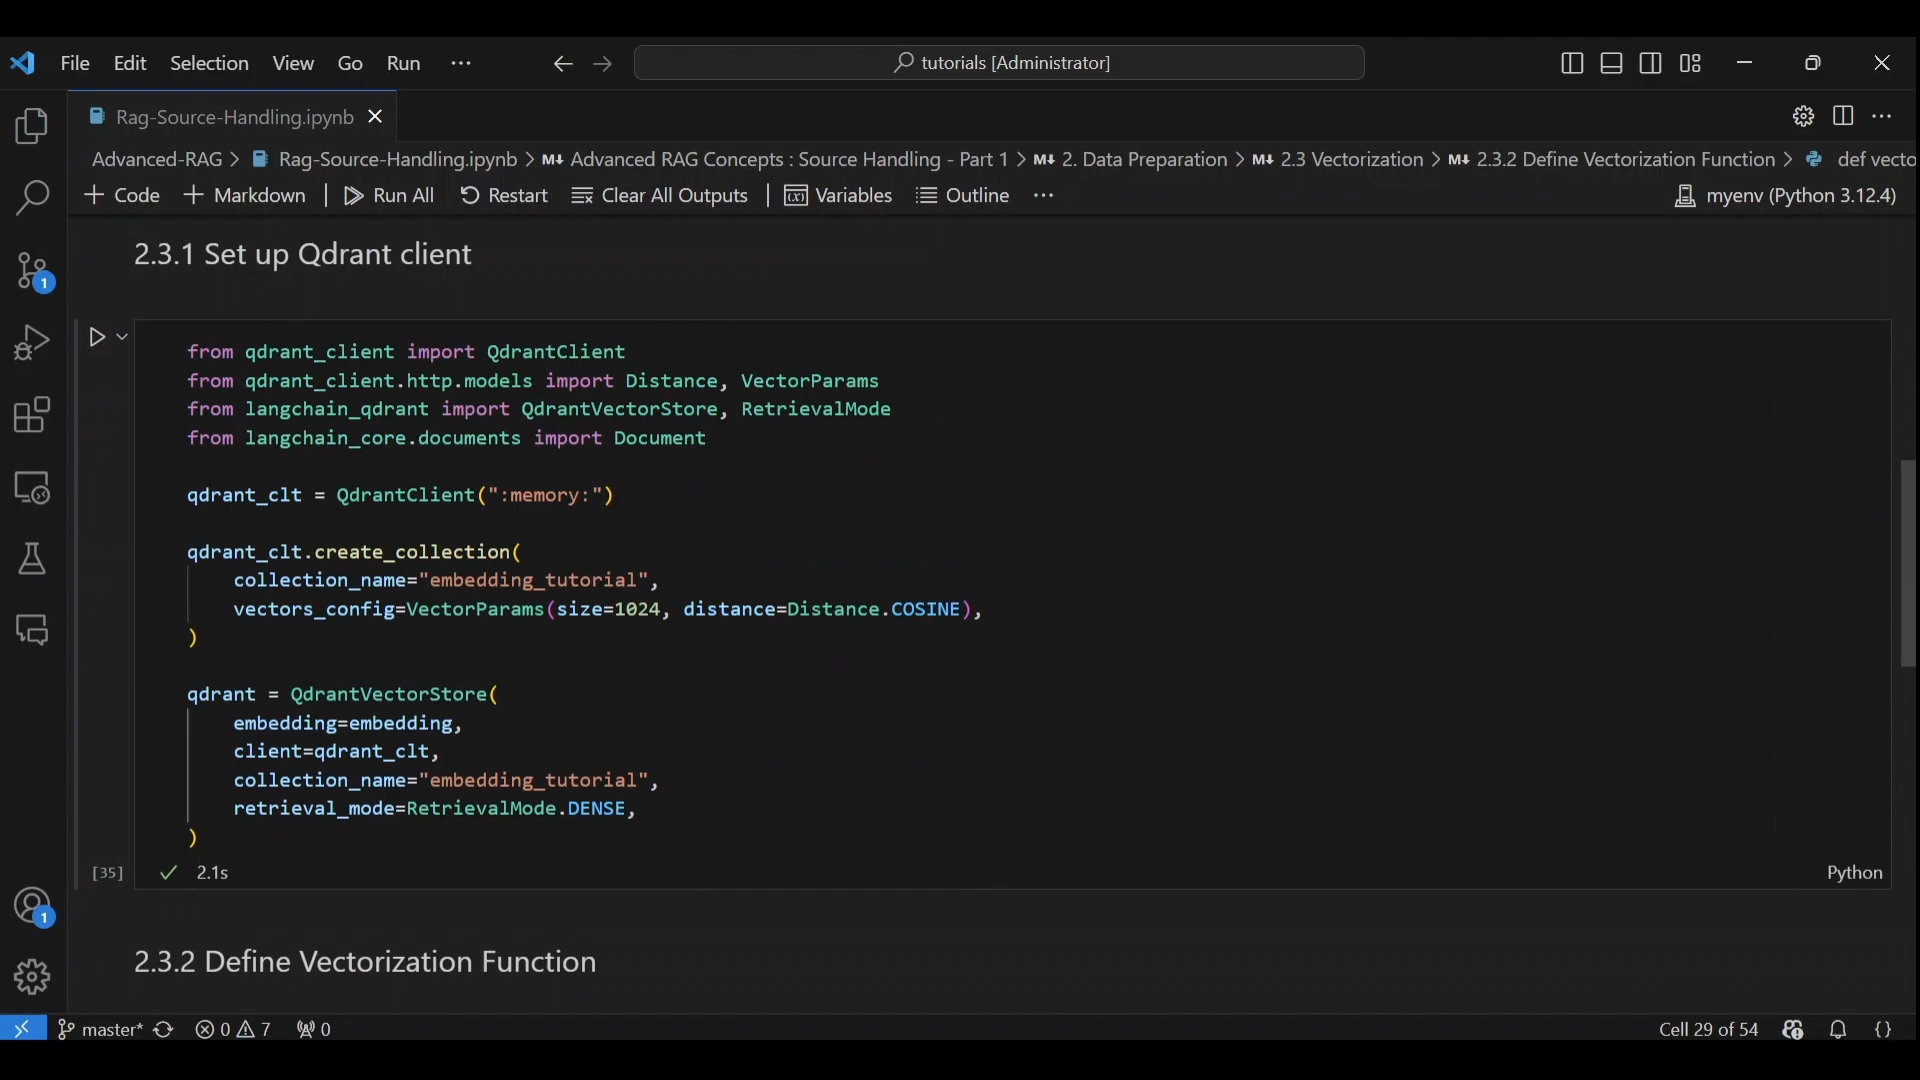 File Edit Selection View Go Run ··· tutorials [Administrator]
Rag-Source-Handling.ipynb
Advanced-RAG > Rag-Source-Handling.ipynb > M↓ Advanced RAG Concepts : Source Handling - Part 1 > M↓ 2. Data Preparation > M↓ 2.3 Vectorization > M↓ 2.3.2 Define Vectorization Function > def vecto
+ Code + Markdown | Run All Restart Clear All Outputs | Variables Outline ··· myenv (Python 3.12.4)
2.3.1 Set up Qdrant client
from qdrant_client import QdrantClient
from qdrant_client.http.models import Distance, VectorParams
from langchain_qdrant import QdrantVectorStore, RetrievalMode
from langchain_core.documents import Document
qdrant_clt = QdrantClient(":memory:")
qdrant_clt.create_collection(
    collection_name="embedding_tutorial",
    vectors_config=VectorParams(size=1024, distance=Distance.COSINE),
)
qdrant = QdrantVectorStore(
    embedding=embedding,
    client=qdrant_clt,
    collection_name="embedding_tutorial",
    retrieval_mode=RetrievalMode.DENSE,
)
[35] ✓ 2.1s Python
2.3.2 Define Vectorization Function
master* 0 7 0 Cell 29 of 54 {}
1
1